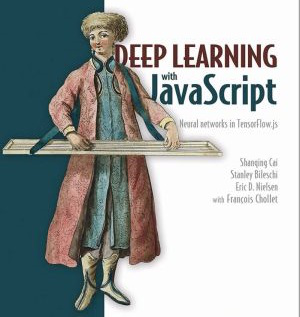 DEEP LEARNING
with
JavaScript
Neural networks in TensorFlow.js
Shanqing Cai
Stanley Bileschi
Eric D. Nielsen
with François Chollet